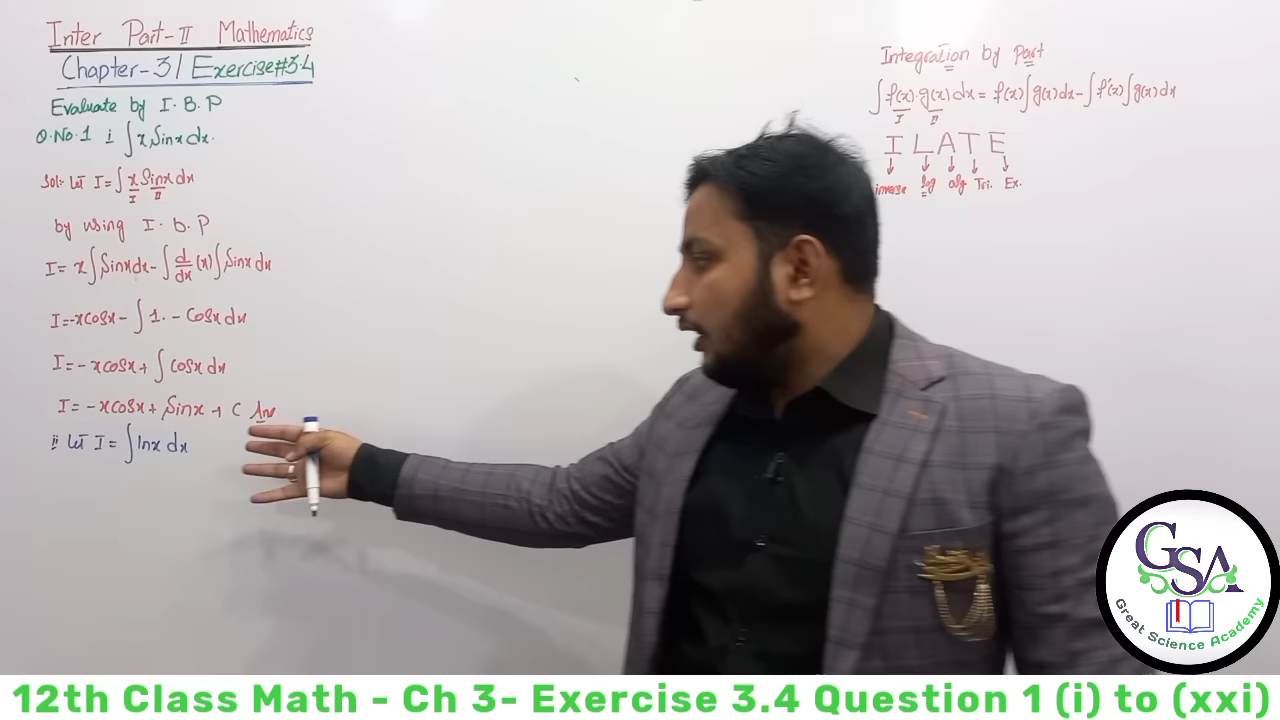 Inter Part-II Mathematics
Chapter-3/Exercise#3.4
Evaluate by I.B.P
Q.No.1 i ∫x Sinx dx.
Sol: Let I=∫x Sinx dx
I II
by using I.b.P
I= x∫Sinxdx-∫d/dx(x)∫Sinx dx
I=-xcosx-∫1.-Cosx dx
I=-xcosx+∫Cosx dx
I=-xcosx+Sinx+C Ans
ii Let I=∫lnx dx
Integration by Part
∫f(x).g(x)dx= f(x)∫g(x)dx-∫f'(x)∫g(x)dx
I II
ILATE
inverse log alg Tri. Ex.
GSA
Great Science Academy
12th Class Math - Ch 3- Exercise 3.4 Question 1 (i) to (xxi)